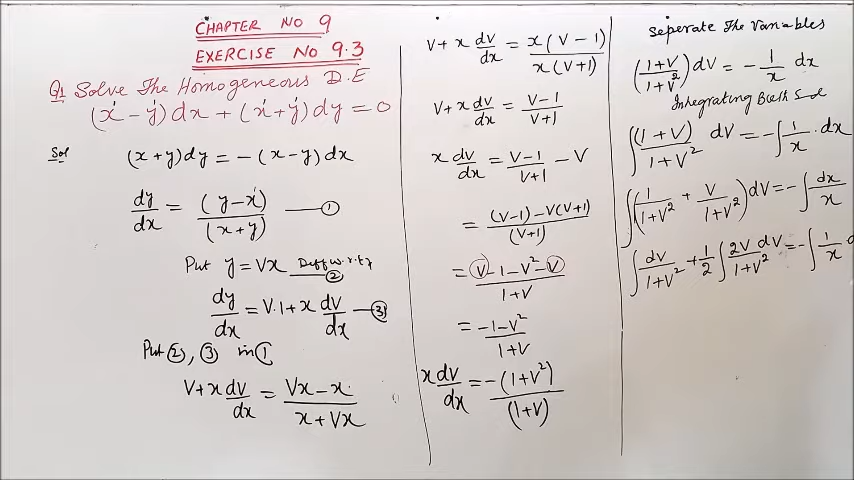 CHAPTER NO 9
EXERCISE NO 9.3
Q1 Solve The Homogeneous D.E
(x-y)dx+(x+y)dy=0
Sol (x+y)dy=-(x-y)dx
dy/dx = (y-x)/(x+y) —— ①
Put y=Vx Diff w.r.t x ②
dy/dx = V.1+x dV/dx —③
Put ②, ③ in ①
V+x dV/dx = (Vx-x)/(x+Vx)
V+x dV/dx = x(V-1)/x(V+1)
V+x dV/dx = (V-1)/(V+1)
x dV/dx = (V-1)/(V+1) - V
= ((V-1)-V(V+1))/(V+1)
= (V-1-V²-V)/(1+V)
= (-1-V²)/(1+V)
x dV/dx = -(1+V²)/(1+V)
Seperate The Variables
((1+V)/(1+V²))dV = -1/x dx
Integrating Both Sd
∫(1+V)/(1+V²) dV = -∫1/x . dx
∫(1/(1+V²) + V/(1+V²))dV = -∫dx/x
∫dV/(1+V²) + 1/2 ∫2V dV/(1+V²) = -∫1/x d